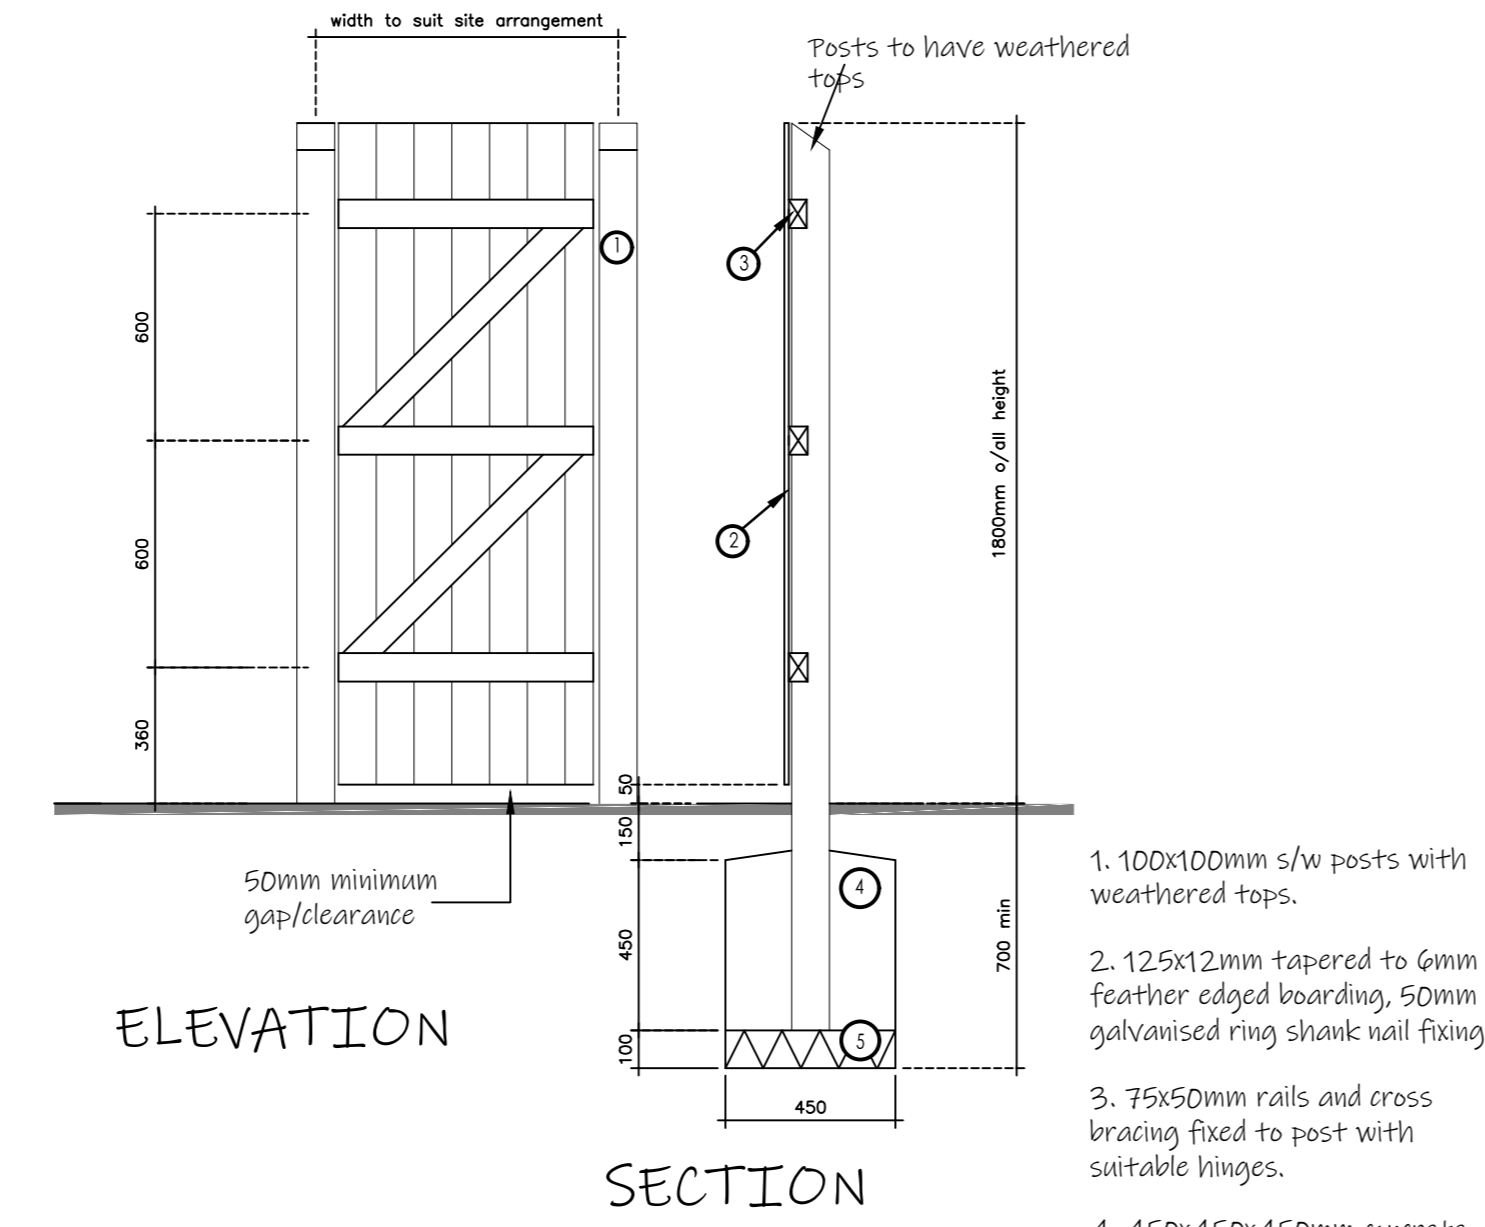 width to suit site arrangement
Posts to have weathered
tops
1
3
600
2
1800mm o/all height
600
360
50
150
50mm minimum
gap/clearance
4
450
700 min
5
100
450
ELEVATION
SECTION
1. 100x100mm s/w posts with
weathered tops.
2. 125x12mm tapered to 6mm
feather edged boarding, 50mm
galvanised ring shank nail fixing
3. 75x50mm rails and cross
bracing fixed to post with
suitable hinges.
4. 450x450x450mm concrete